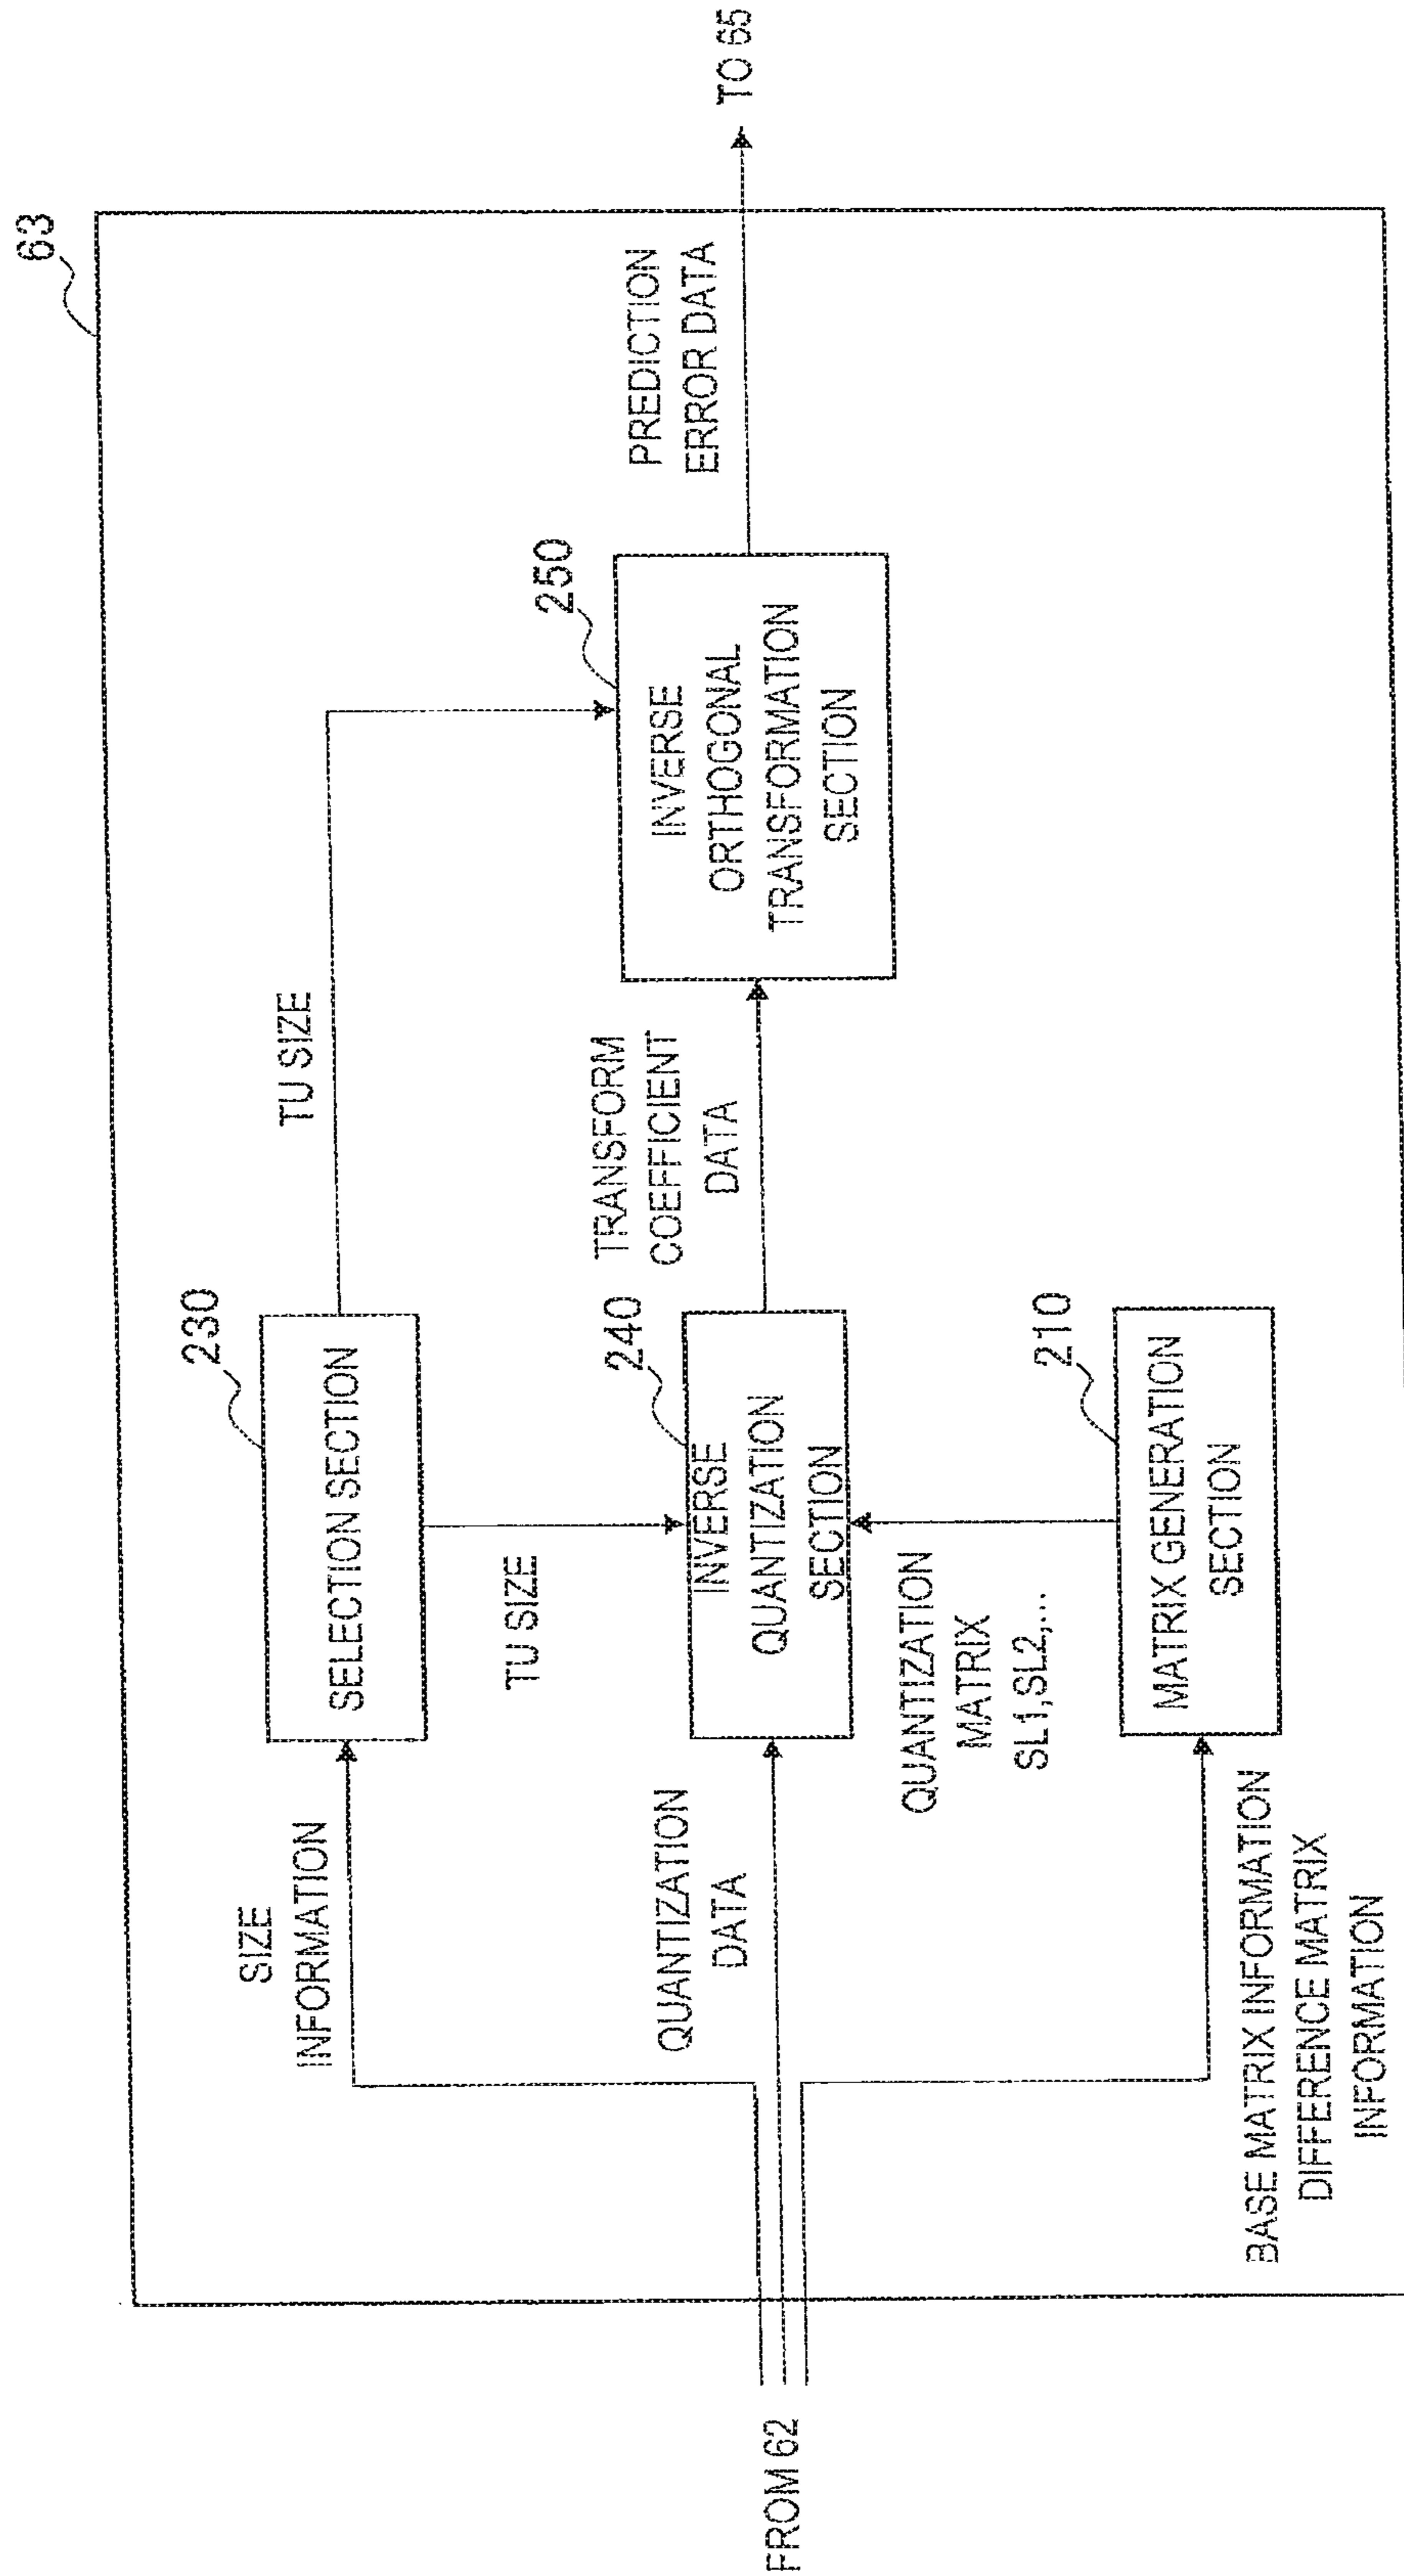 63
FROM 62
SIZE
INFORMATION
230
SELECTION SECTION
TU SIZE
TU SIZE
QUANTIZATION
DATA
240
INVERSE
QUANTIZATION
SECTION
TRANSFORM
COEFFICIENT
DATA
250
INVERSE
ORTHOGONAL
TRANSFORMATION
SECTION
PREDICTION
ERROR DATA
TO 65
QUANTIZATION
MATRIX
SL1,SL2,...
210
MATRIX GENERATION
SECTION
BASE MATRIX INFORMATION
DIFFERENCE MATRIX
INFORMATION